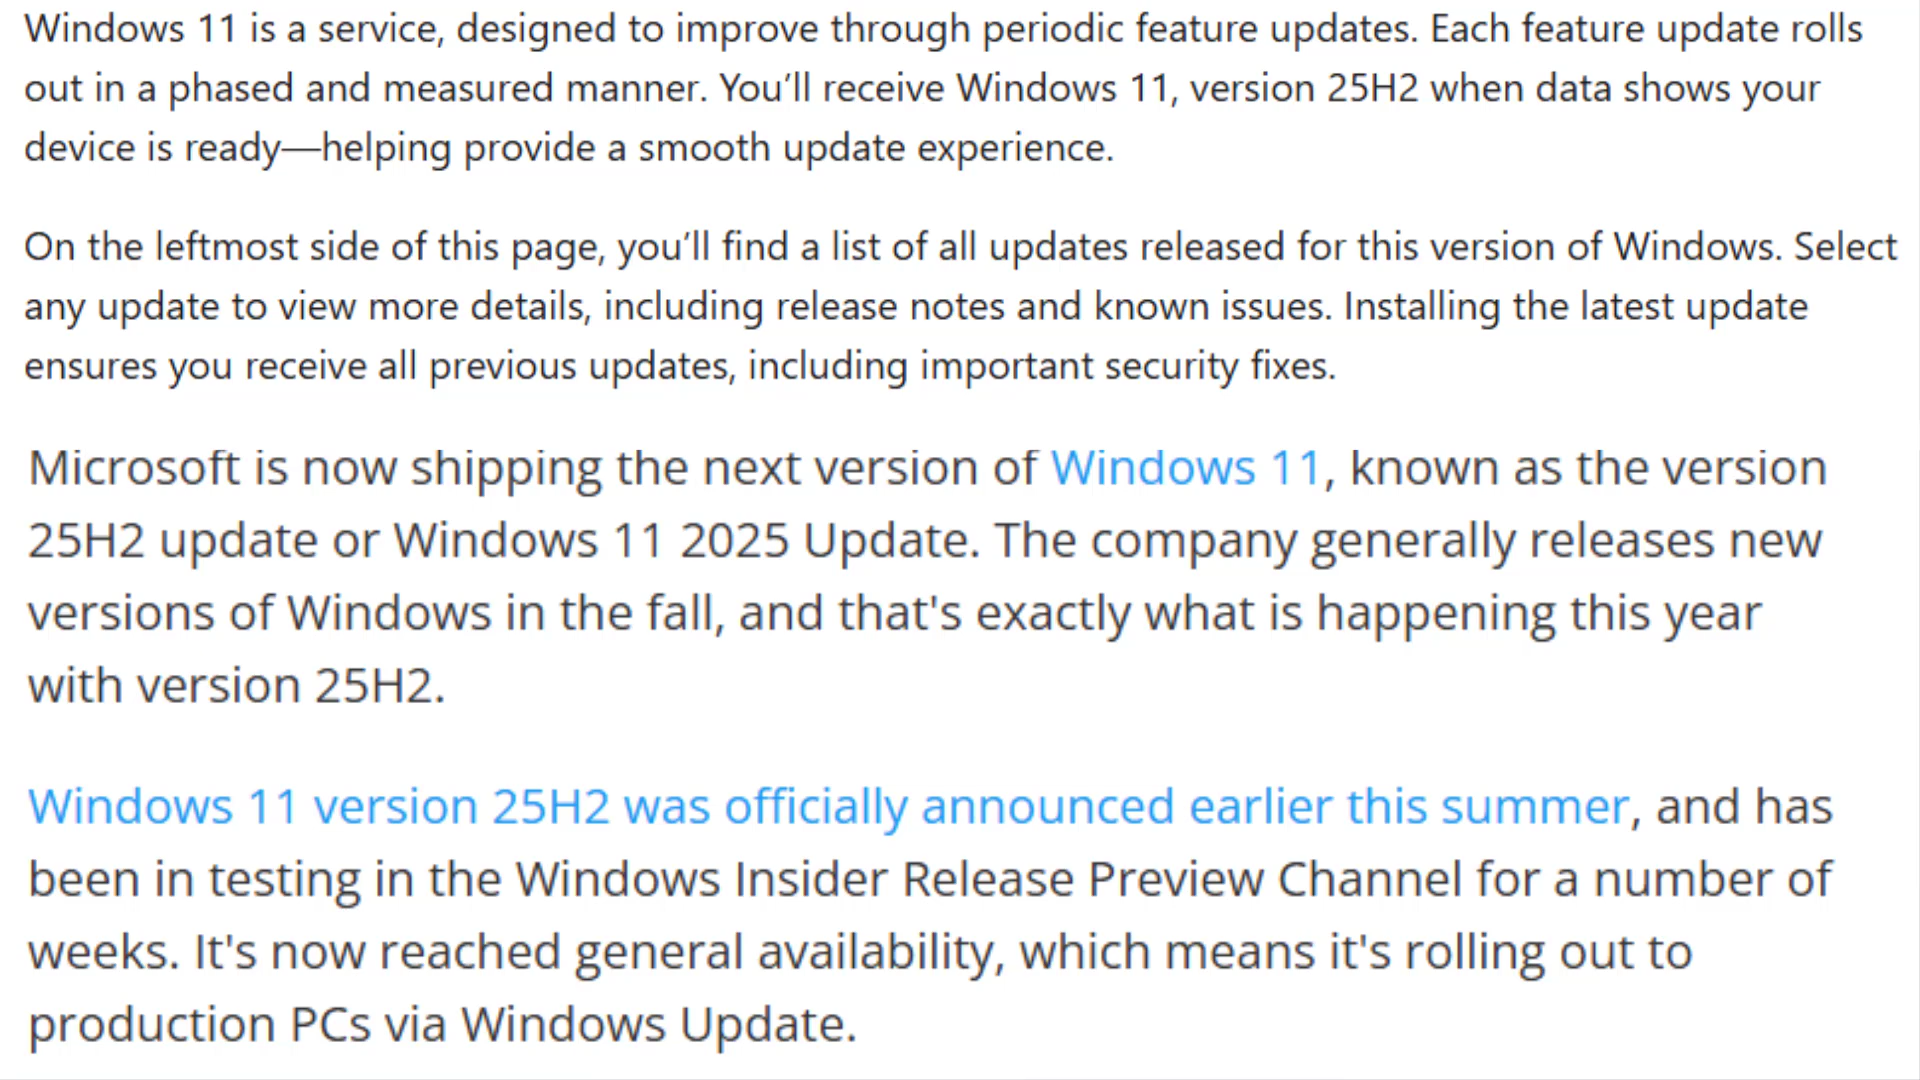 Windows 11 is a service, designed to improve through periodic feature updates. Each feature update rolls
out in a phased and measured manner. You’ll receive Windows 11, version 25H2 when data shows your
device is ready—helping provide a smooth update experience.
On the leftmost side of this page, you’ll find a list of all updates released for this version of Windows. Select
any update to view more details, including release notes and known issues. Installing the latest update
ensures you receive all previous updates, including important security fixes.
Microsoft is now shipping the next version of Windows 11, known as the version
25H2 update or Windows 11 2025 Update. The company generally releases new
versions of Windows in the fall, and that's exactly what is happening this year
with version 25H2.
Windows 11 version 25H2 was officially announced earlier this summer, and has
been in testing in the Windows Insider Release Preview Channel for a number of
weeks. It's now reached general availability, which means it's rolling out to
production PCs via Windows Update.